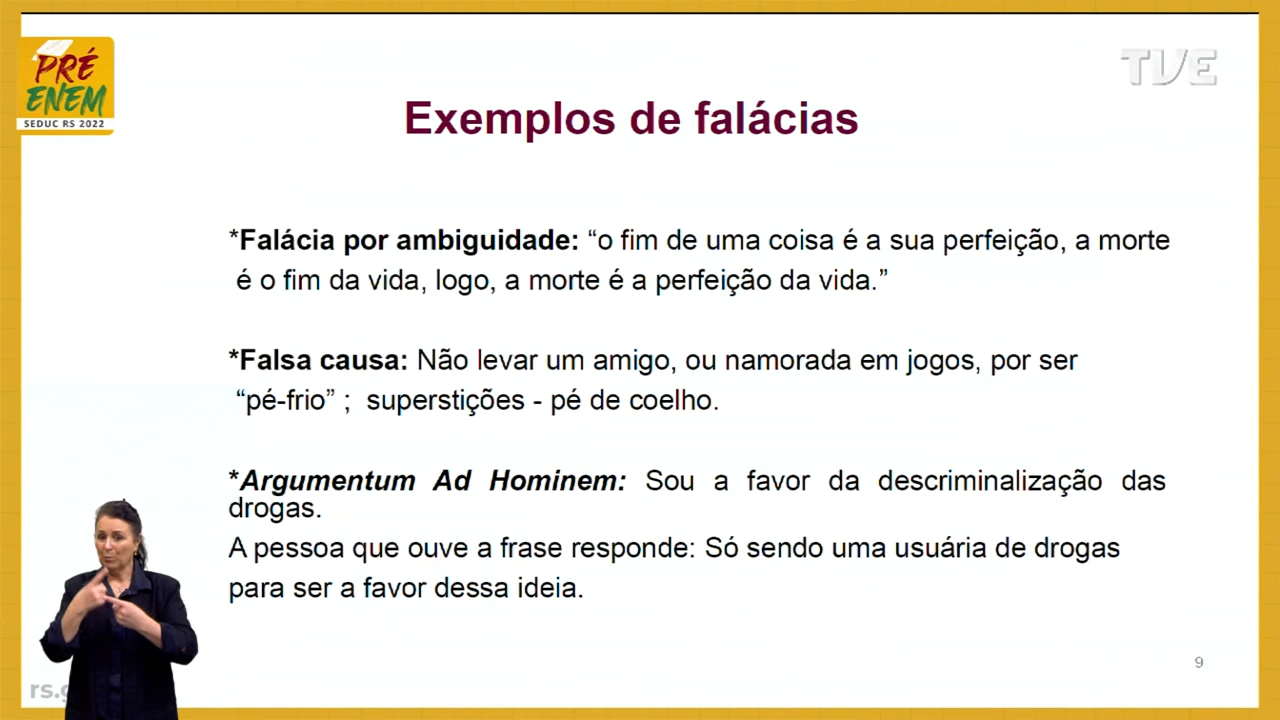 PRÉ
ENEM
SEDUC RS 2022
TVE
Exemplos de falácias
*Falácia por ambiguidade: “o fim de uma coisa é a sua perfeição, a morte
é o fim da vida, logo, a morte é a perfeição da vida.”
*Falsa causa: Não levar um amigo, ou namorada em jogos, por ser
“pé-frio” ; superstições - pé de coelho.
*Argumentum Ad Hominem: Sou a favor da descriminalização das
drogas.
A pessoa que ouve a frase responde: Só sendo uma usuária de drogas
para ser a favor dessa ideia.
9